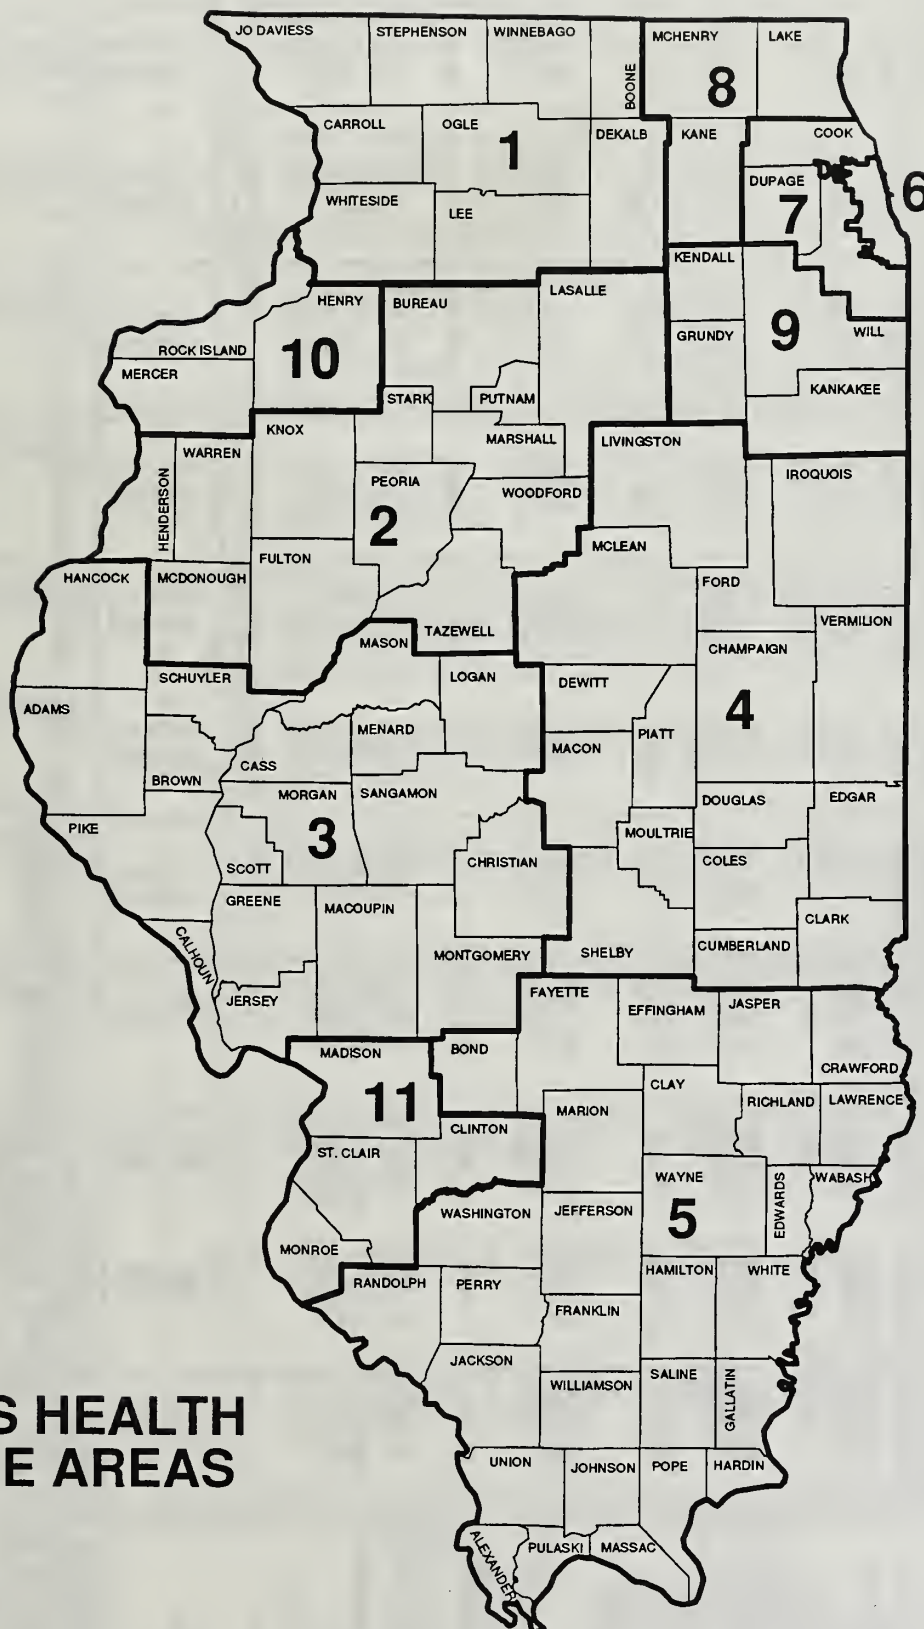 JO DAVIESS
STEPHENSON
WINNEBAGO
BOONE
MCHENRY
LAKE
8
CARROLL
OGLE
1
DEKALB
KANE
COOK
DUPAGE
7
6
WHITESIDE
LEE
KENDALL
HENRY
BUREAU
LASALLE
9
GRUNDY
WILL
ROCK ISLAND
10
MERCER
STARK
PUTNAM
KANKAKEE
KNOX
MARSHALL
LIVINGSTON
WARREN
HENDERSON
PEORIA
WOODFORD
IROQUOIS
2
FULTON
MCLEAN
HANCOCK
MCDONOUGH
FORD
TAZEWELL
VERMILION
MASON
CHAMPAIGN
SCHUYLER
LOGAN
DEWITT
4
ADAMS
MENARD
PIATT
MACON
CASS
BROWN
MORGAN
SANGAMON
DOUGLAS
EDGAR
PIKE
3
MOULTRIE
SCOTT
CHRISTIAN
COLES
GREENE
MACOUPIN
CLARK
CALHOUN
MONTGOMERY
SHELBY
CUMBERLAND
JERSEY
FAYETTE
EFFINGHAM
JASPER
MADISON
BOND
CRAWFORD
11
CLAY
MARION
RICHLAND
LAWRENCE
CLINTON
ST. CLAIR
WAYNE
EDWARDS
WABASH
WASHINGTON
JEFFERSON
5
MONROE
HAMILTON
WHITE
RANDOLPH
PERRY
FRANKLIN
JACKSON
WILLIAMSON
SALINE
GALLATIN
S HEALTH
E AREAS
UNION
JOHNSON
POPE
HARDIN
ALEXANDER
PULASKI
MASSAC